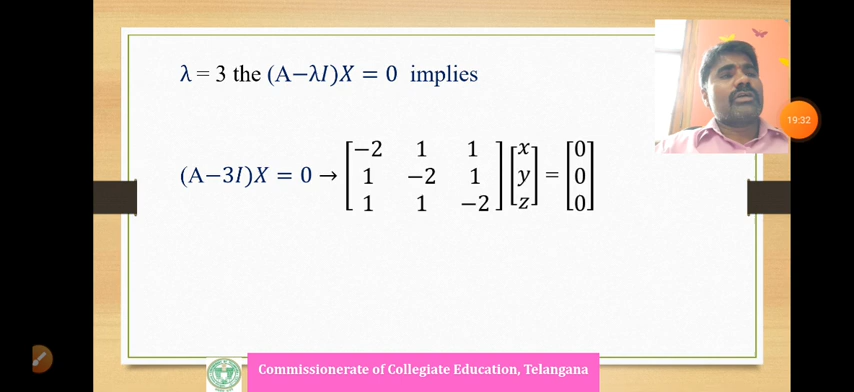 λ = 3 the (A−λI)X = 0 implies
19:32
(A−3I)X = 0 → [−2 1 1; 1 −2 1; 1 1 −2] [x; y; z] = [0; 0; 0]
Commissionerate of Collegiate Education, Telangana